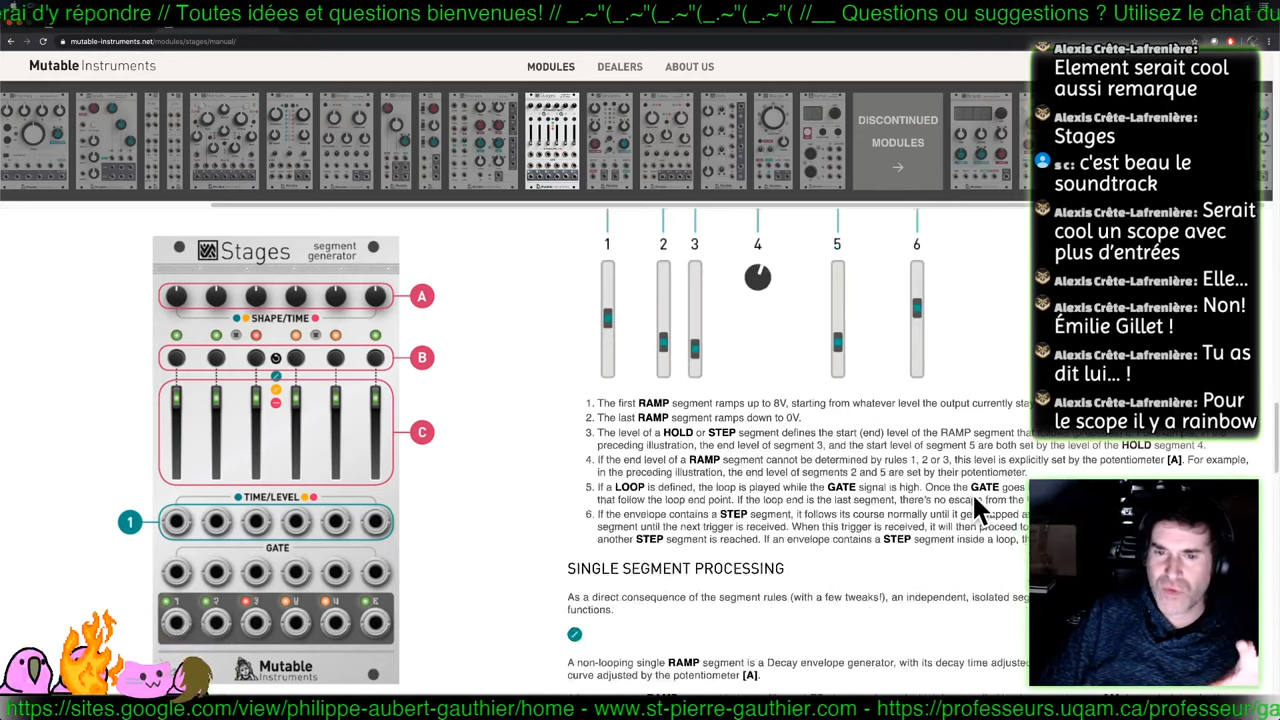 erai d'y répondre // Toutes idées et questions bienvenues! // _.~"(_.~"(_.~"(_.~"(_.~"( //__ Questions ou suggestions ? Utilisez le chat du
mutable-instruments.net/modules/stages/manual/
Mutable Instruments
MODULES
DEALERS
ABOUT US
Stages
DISCONTINUED
MODULES
→
Stages
segment
generator
A
SHAPE/TIME
B
C
TIME/LEVEL
1
GATE
Mutable
Instruments
1
2
3
4
5
6
1. The first RAMP segment ramps up to 8V, starting from whatever level the output currently stay
2. The last RAMP segment ramps down to 0V.
3. The level of a HOLD or STEP segment defines the start (end) level of the RAMP segment that
preceding illustration, the end level of segment 3, and the start level of segment 5 are both set by the level of the HOLD segment 4.
4. If the end level of a RAMP segment cannot be determined by rules 1, 2 or 3, this level is explicitly set by the potentiometer [A]. For example,
in the preceding illustration, the end level of segments 2 and 5 are set by their potentiometer.
5. If a LOOP is defined, the loop is played while the GATE signal is high. Once the GATE goes
that follow the loop end point. If the loop end is the last segment, there's no escape from the
6. If the envelope contains a STEP segment, it follows its course normally until it
segment until the next trigger is received. When this trigger is received, it will then proceed to
another STEP segment is reached. If an envelope contains a STEP segment inside a loop, th
SINGLE SEGMENT PROCESSING
As a direct consequence of the segment rules (with a few tweaks!), an independent, isolated seg
functions.
A non-looping single RAMP segment is a Decay envelope generator, with its decay time adjusted
curve adjusted by the potentiometer [A].
Alexis Crête-Lafrenière:
Element serait cool
aussi remarque
Alexis Crête-Lafrenière:
Stages
s c: c'est beau le
soundtrack
Alexis Crête-Lafrenière: Serait
cool un scope avec
plus d'entrées
Alexis Crête-Lafrenière: Elle...
Alexis Crête-Lafrenière: Non!
Émilie Gillet !
Alexis Crête-Lafrenière: Tu as
dit lui... !
Alexis Crête-Lafrenière: Pour
le scope il y a rainbow
https://sites.google.com/view/philippe-aubert-gauthier/home - www.st-pierre-gauthier.com - https://professeurs.uqam.ca/professeur/ga